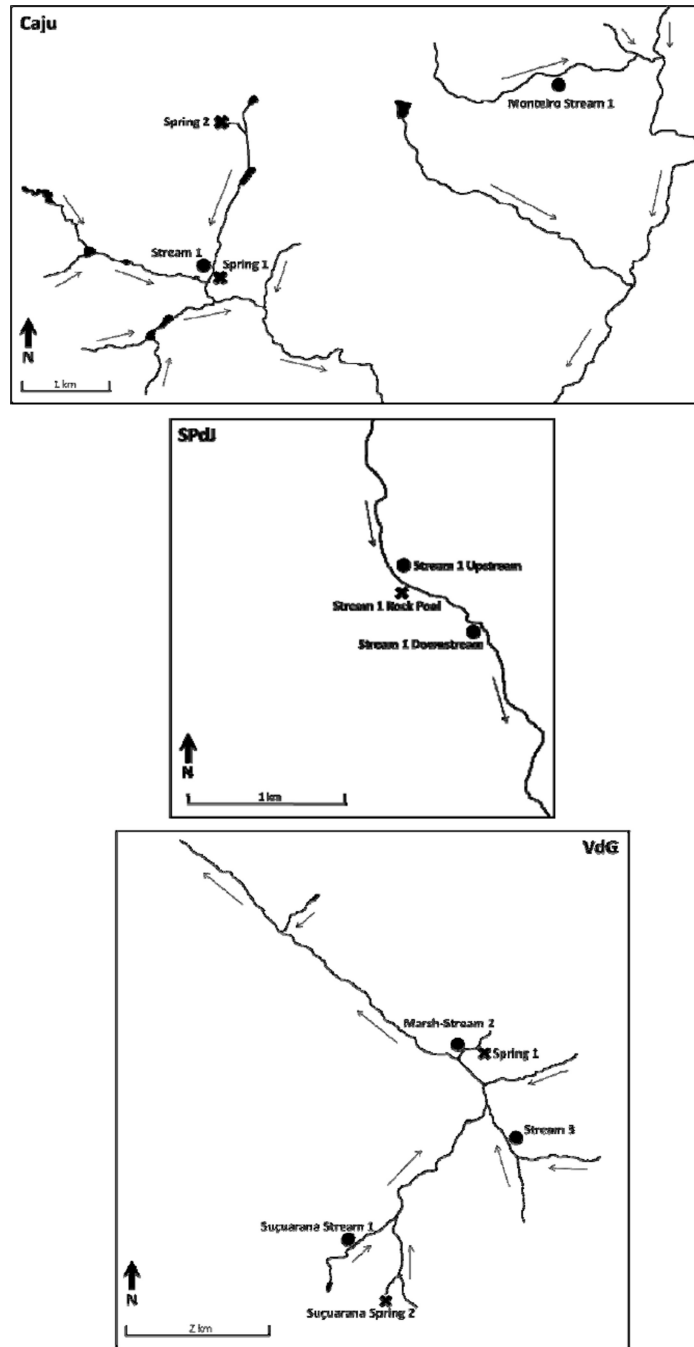 Caju
Monteiro Stream 1
Spring 2
Stream 1
Spring 1
N
1 km
SPdJ
Stream 1 Upstream
Stream 1 Rock Pool
Stream 1 Downstream
N
1 km
VdG
Marsh-Stream 2
Spring 1
Stream 3
Suçuarana Stream 1
Suçuarana Spring 2
N
2 km